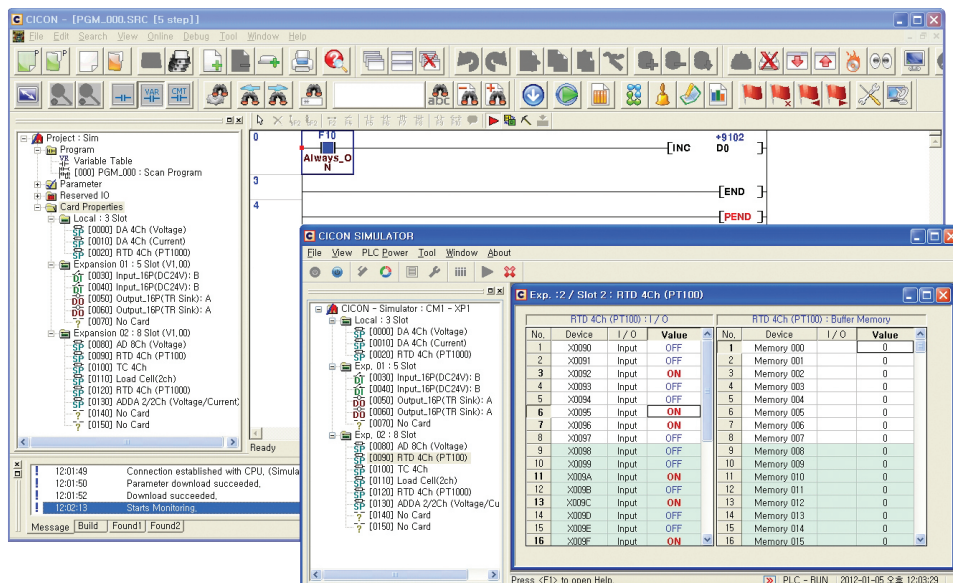 CICON - [PGM_000.SRC [5 step]]
File Edit Search View Online Debug Tool Window Help
VAR
CMT
abc
Project : Sim
Program
Variable Table
[000] PGM_000 : Scan Program
Parameter
Reserved IO
Card Properties
Local : 3 Slot
[0000] DA 4Ch (Voltage)
[0010] DA 4Ch (Current)
[0020] RTD 4Ch (PT1000)
Expansion 01 : 5 Slot (V1,00)
[0030] Input_16P(DC24V): B
[0040] Input_16P(DC24V): B
[0050] Output_16P(TR Sink): A
[0060] Output_16P(TR Sink): A
[0070] No Card
Expansion 02 : 8 Slot (V1,00)
[0080] AD 8Ch (Voltage)
[0090] RTD 4Ch (PT100)
[0100] TC 4Ch
[0110] Load Cell(2ch)
[0120] RTD 4Ch (PT1000)
[0130] ADDA 2/2Ch (Voltage/Current)
[0140] No Card
[0150] No Card
0
F10
Always_O
N
+9102
INC D0
3
END
4
PEND
Ready
12:01:49 Connection established with CPU, (Simula
12:01:50 Parameter download succeeded,
12:01:52 Download succeeded,
12:02:13 Starts Monitoring,
Message Build Found1 Found2
CICON SIMULATOR
File View PLC Power Tool Window About
CICON - Simulator : CM1 - XP1
Local : 3 Slot
[0000] DA 4Ch (Voltage)
[0010] DA 4Ch (Current)
[0020] RTD 4Ch (PT1000)
Exp, 01 : 5 Slot
[0030] Input_16P(DC24V): B
[0040] Input_16P(DC24V): B
[0050] Output_16P(TR Sink): A
[0060] Output_16P(TR Sink): A
[0070] No Card
Exp, 02 : 8 Slot
[0080] AD 8Ch (Voltage)
[0090] RTD 4Ch (PT100)
[0100] TC 4Ch
[0110] Load Cell(2ch)
[0120] RTD 4Ch (PT1000)
[0130] ADDA 2/2Ch (Voltage/Cu
[0140] No Card
[0150] No Card
Exp. :2 / Slot 2 : RTD 4Ch (PT100)
RTD 4Ch (PT100) : I / O
No, Device I / O Value
1 X0090 Input OFF
2 X0091 Input OFF
3 X0092 Input ON
4 X0093 Input OFF
5 X0094 Input OFF
6 X0095 Input ON
7 X0096 Input ON
8 X0097 Input OFF
9 X0098 Input OFF
10 X0099 Input OFF
11 X009A Input ON
12 X009B Input OFF
13 X009C Input ON
14 X009D Input OFF
15 X009E Input OFF
16 X009F Input ON
RTD 4Ch (PT100) : Buffer Memory
No, Device I / O Value
1 Memory 000 0
2 Memory 001 0
3 Memory 002 0
4 Memory 003 0
5 Memory 004 0
6 Memory 005 0
7 Memory 006 0
8 Memory 007 0
9 Memory 008 0
10 Memory 009 0
11 Memory 010 0
12 Memory 011 0
13 Memory 012 0
14 Memory 013 0
15 Memory 014 0
16 Memory 015 0
Press <F1> to open Help,
PLC - RUN 2012-01-05 오후 12:03:29